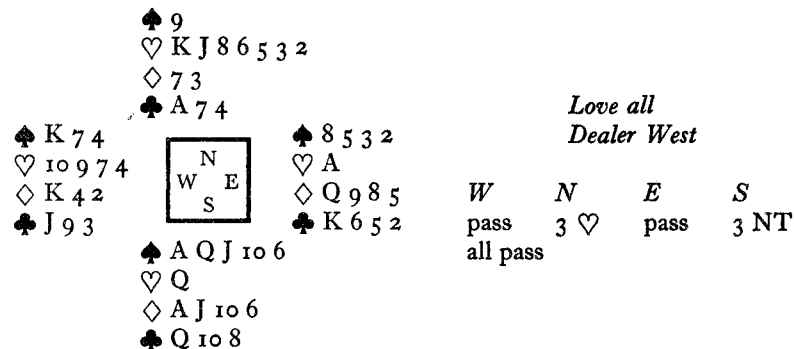 ♠ 9
♡ K J 8 6 5 3 2
♢ 7 3
♣ A 7 4
Love all
Dealer West
♠ K 7 4
♡ 10 9 7 4
♢ K 4 2
♣ J 9 3
N
W E
S
♠ 8 5 3 2
♡ A
♢ Q 9 8 5
♣ K 6 5 2
W N E S
pass 3 ♡ pass 3 NT
all pass
♠ A Q J 10 6
♡ Q
♢ A J 10 6
♣ Q 10 8